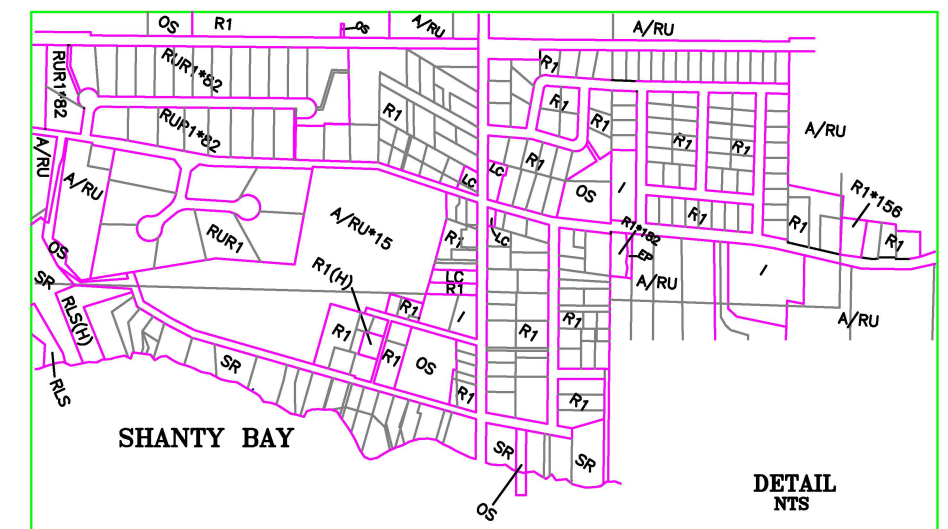 OS
R1
OS
A/RU
A/RU
RUR1*82
RUR1*82
RUR1*82
R1
R1
R1
R1
R1
R1
A/RU
A/RU
A/RU
R1
LC
LC
OS
I
R1*156
A/RU*15
R1
R1
R1
RUR1
R1
LC
R1*182
EP
OS
R1(H)
LC
R1
A/RU
I
SR
RLS(H)
R1
R1
I
R1
R1
A/RU
SR
R1
OS
RLS
R1
R1
SHANTY BAY
SR
SR
DETAIL
NTS
OS